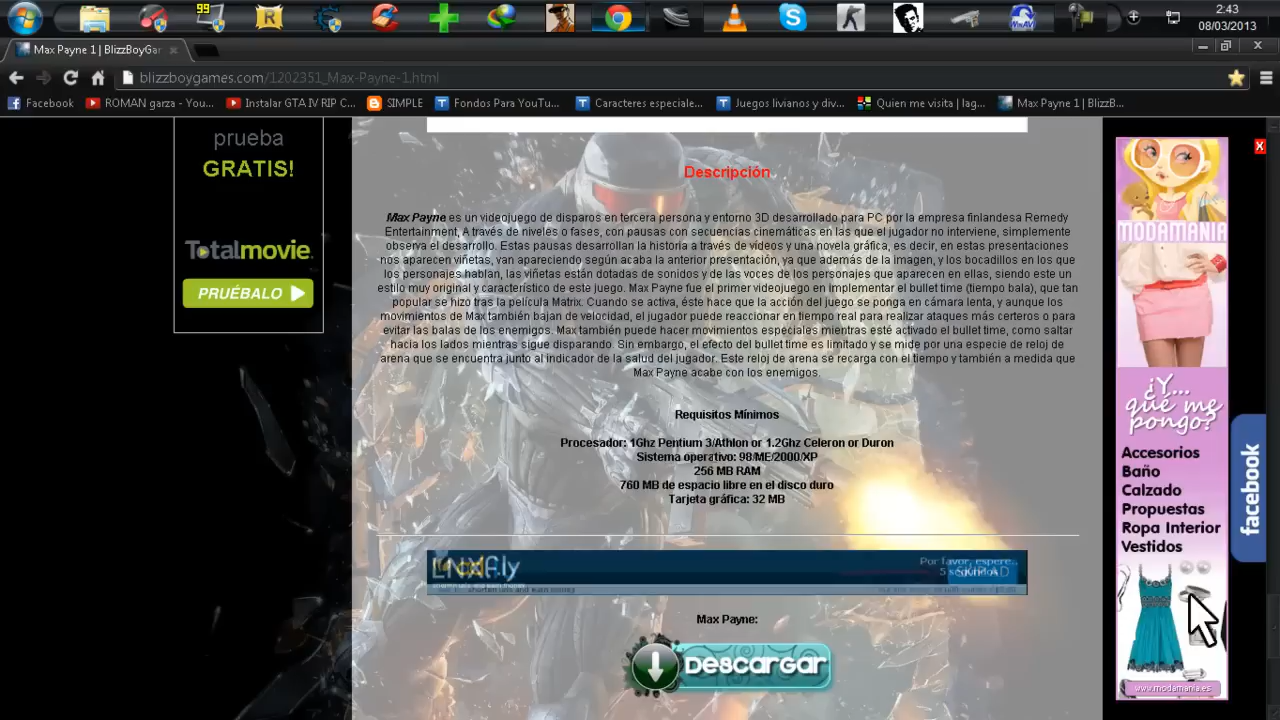 99
2:43
08/03/2013
Max Payne 1 | BlizzBoyGar
blizzboygames.com/1202351_Max-Payne-1.html
Facebook
ROMAN garza - You...
Instalar GTA IV RIP C...
SIMPLE
Fondos Para YouTu...
Caracteres especiale...
Juegos livianos y div...
Quien me visita | lag...
Max Payne 1 | BlizzB...
prueba
GRATIS!
Totalmovie
PRUÉBALO
Descripción
Max Payne es un videojuego de disparos en tercera persona y entorno 3D desarrollado para PC por la empresa finlandesa Remedy
Entertainment, A través de niveles o fases, con pausas con secuencias cinemáticas en las que el jugador no interviene, simplemente
observa el desarrollo. Estas pausas desarrollan la historia a través de vídeos y una novela gráfica, es decir, en estas presentaciones
nos aparecen viñetas, van apareciendo según acaba la anterior presentación, ya que además de la imagen, y los bocadillos en los que
los personajes hablan, las viñetas están dotadas de sonidos y de las voces de los personajes que aparecen en ellas, siendo este un
estilo muy original y característico de este juego. Max Payne fue el primer videojuego en implementar el bullet time (tiempo bala), que tan
popular se hizo tras la película Matrix. Cuando se activa, éste hace que la acción del juego se ponga en cámara lenta, y aunque los
movimientos de Max también bajan de velocidad, el jugador puede reaccionar en tiempo real para realizar ataques más certeros o para
evitar las balas de los enemigos. Max también puede hacer movimientos especiales mientras esté activado el bullet time, como saltar
hacia los lados mientras sigue disparando. Sin embargo, el efecto del bullet time es limitado y se mide por una especie de reloj de
arena que se encuentra junto al indicador de la salud del jugador. Este reloj de arena se recarga con el tiempo y también a medida que
Max Payne acabe con los enemigos.
Requisitos Mínimos
Procesador: 1Ghz Pentium 3/Athlon or 1.2Ghz Celeron or Duron
Sistema operativo: 98/ME/2000/XP
256 MB RAM
760 MB de espacio libre en el disco duro
Tarjeta gráfica: 32 MB
Por favor, espere..
5 segundos
SKIP AD
Max Payne:
DESCARGAR
MODAMANIA
¿Y...
qué me
pongo?
Accesorios
Baño
Calzado
Propuestas
Ropa Interior
Vestidos
www.modamania.es
facebook